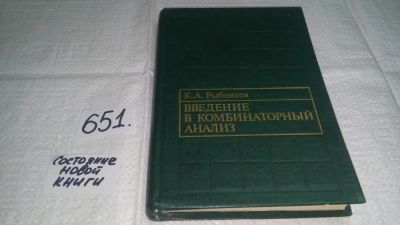 651.
состояние
новой
книги
К. А. Рыбников
ВВЕДЕНИЕ
В КОМБИНАТОРНЫЙ
АНАЛИЗ